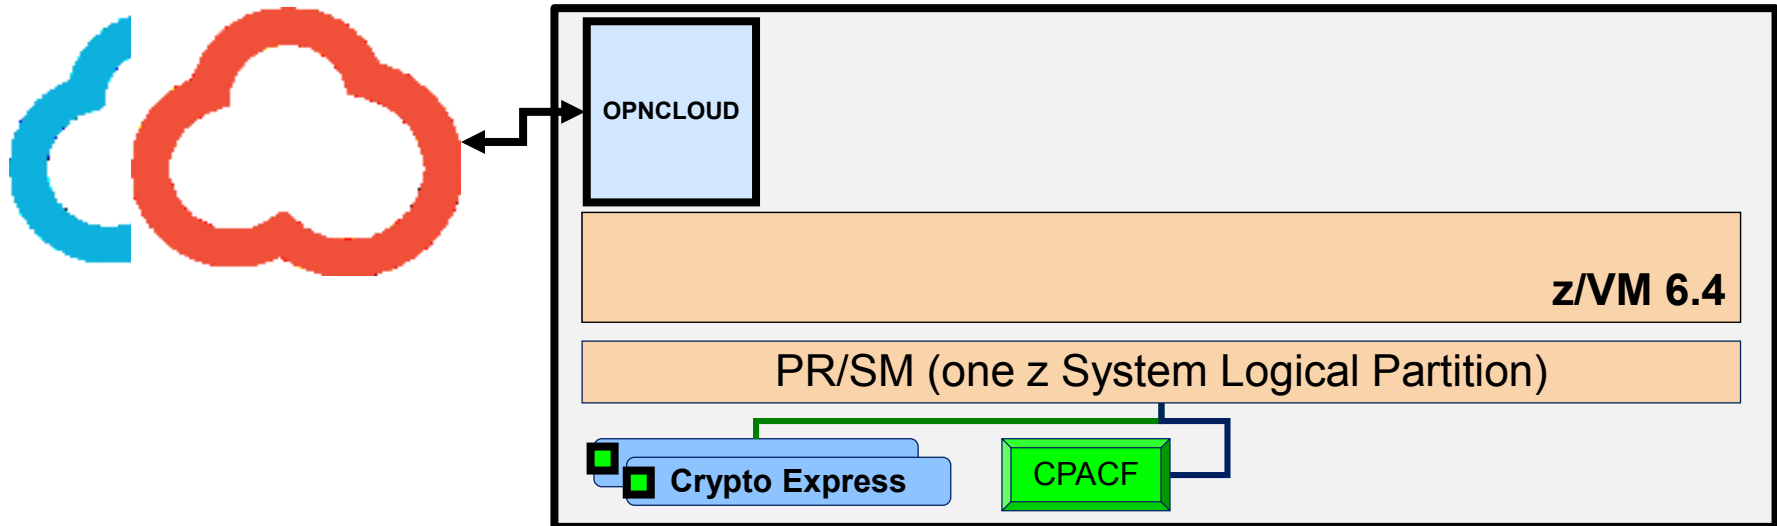 OPNCLOUD
z/VM 6.4
PR/SM (one z System Logical Partition)
Crypto Express
CPACF